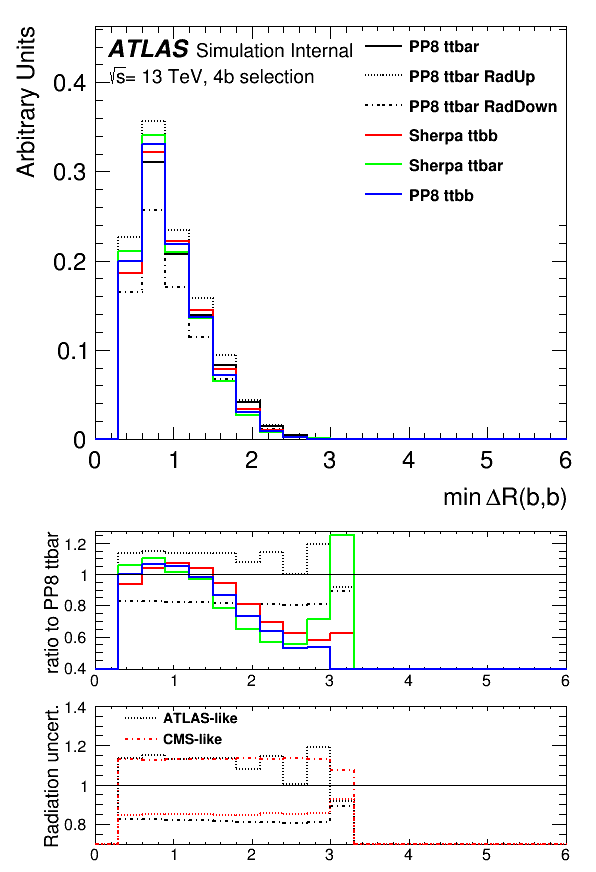 Arbitrary Units
ATLAS Simulation Internal
√s= 13 TeV, 4b selection
PP8 ttbar
PP8 ttbar RadUp
PP8 ttbar RadDown
Sherpa ttbb
Sherpa ttbar
PP8 ttbb
0.4
0.3
0.2
0.1
0
0 1 2 3 4 5 6
min ΔR(b,b)
ratio to PP8 ttbar
1.2
1
0.8
0.6
0.4
0 1 2 3 4 5 6
Radiation uncert.
ATLAS-like
CMS-like
1.4
1.2
1
0.8
0 1 2 3 4 5 6